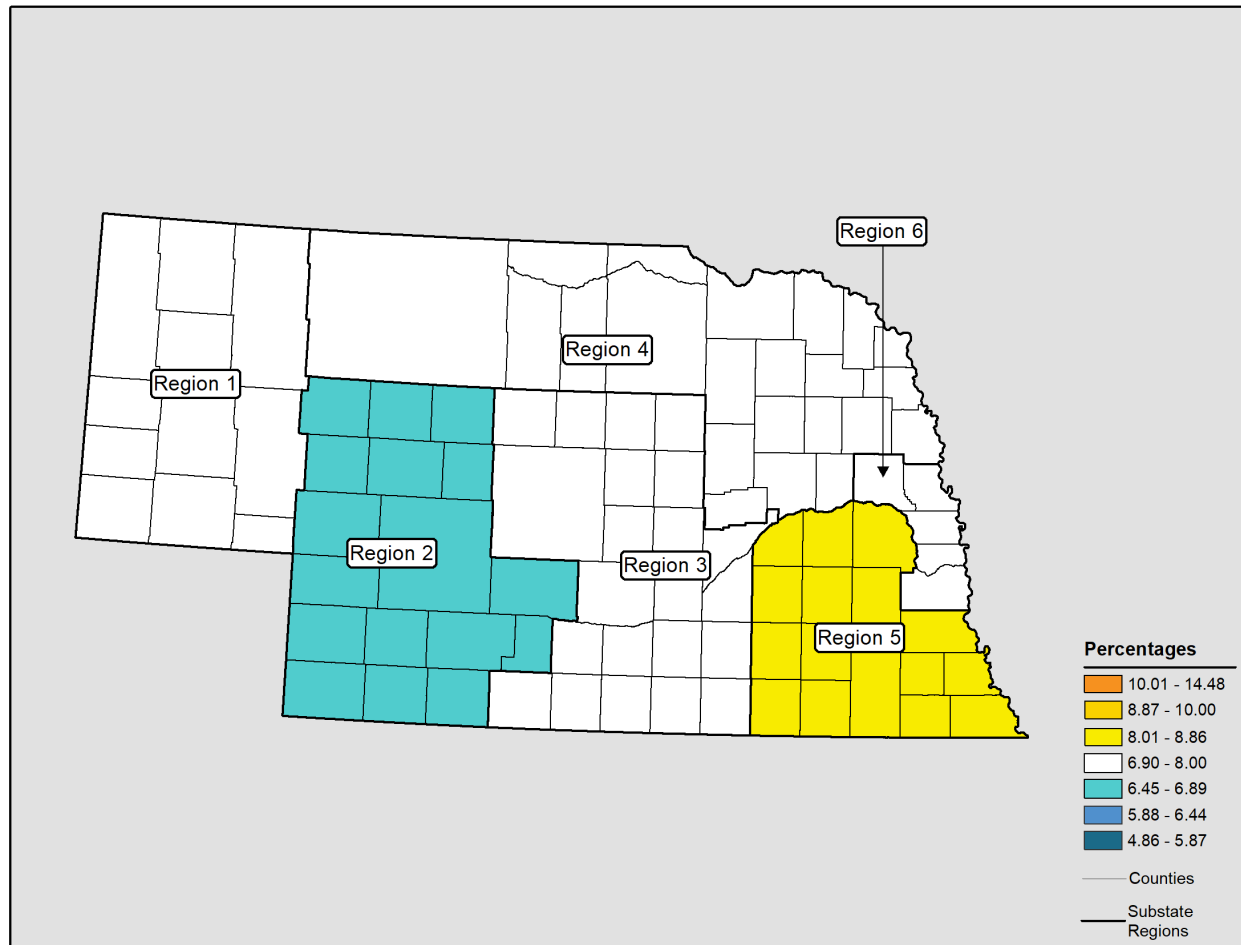 Region 6
Region 4
Region 1
Region 2
Region 3
Region 5
Percentages
10.01 - 14.48
8.87 - 10.00
8.01 - 8.86
6.90 - 8.00
6.45 - 6.89
5.88 - 6.44
4.86 - 5.87
Counties
Substate
Regions